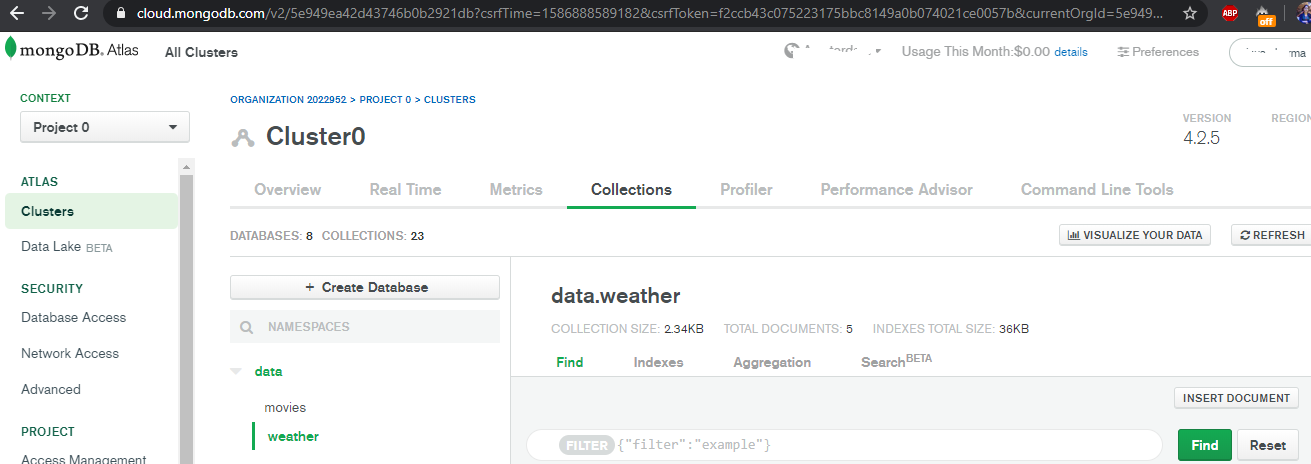 cloud.mongodb.com/v2/5e949ea42d43746b0b2921db?csrfTime=1586888589182&csrfToken=f2ccb43c075223175bbc8149a0b074021ce0057b&currentOrgId=5e949... ABP off
mongoDB. Atlas All Clusters Usage This Month:$0.00 details Preferences
CONTEXT
Project 0
ORGANIZATION 2022952 > PROJECT 0 > CLUSTERS
Cluster0
VERSION REGION
4.2.5
ATLAS
Clusters
Data Lake BETA
SECURITY
Database Access
Network Access
Advanced
PROJECT
Access Management
Overview Real Time Metrics Collections Profiler Performance Advisor Command Line Tools
DATABASES: 8 COLLECTIONS: 23 VISUALIZE YOUR DATA REFRESH
+ Create Database
NAMESPACES
data
movies
weather
data.weather
COLLECTION SIZE: 2.34KB TOTAL DOCUMENTS: 5 INDEXES TOTAL SIZE: 36KB
Find Indexes Aggregation Search BETA
INSERT DOCUMENT
FILTER {"filter":"example"} Find Reset